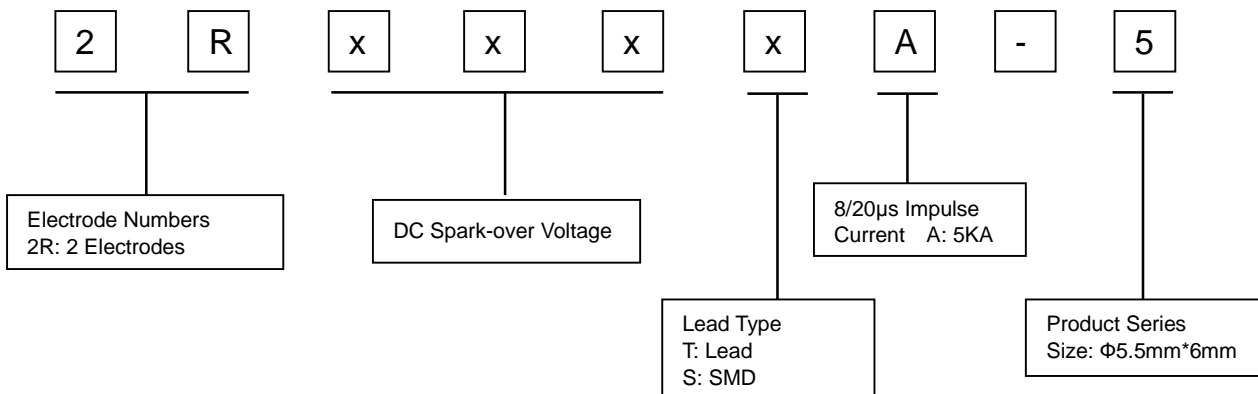 2 R x x x x A - 5
Electrode Numbers
2R: 2 Electrodes
DC Spark-over Voltage
8/20µs Impulse
Current A: 5KA
Lead Type
T: Lead
S: SMD
Product Series
Size: Φ5.5mm*6mm